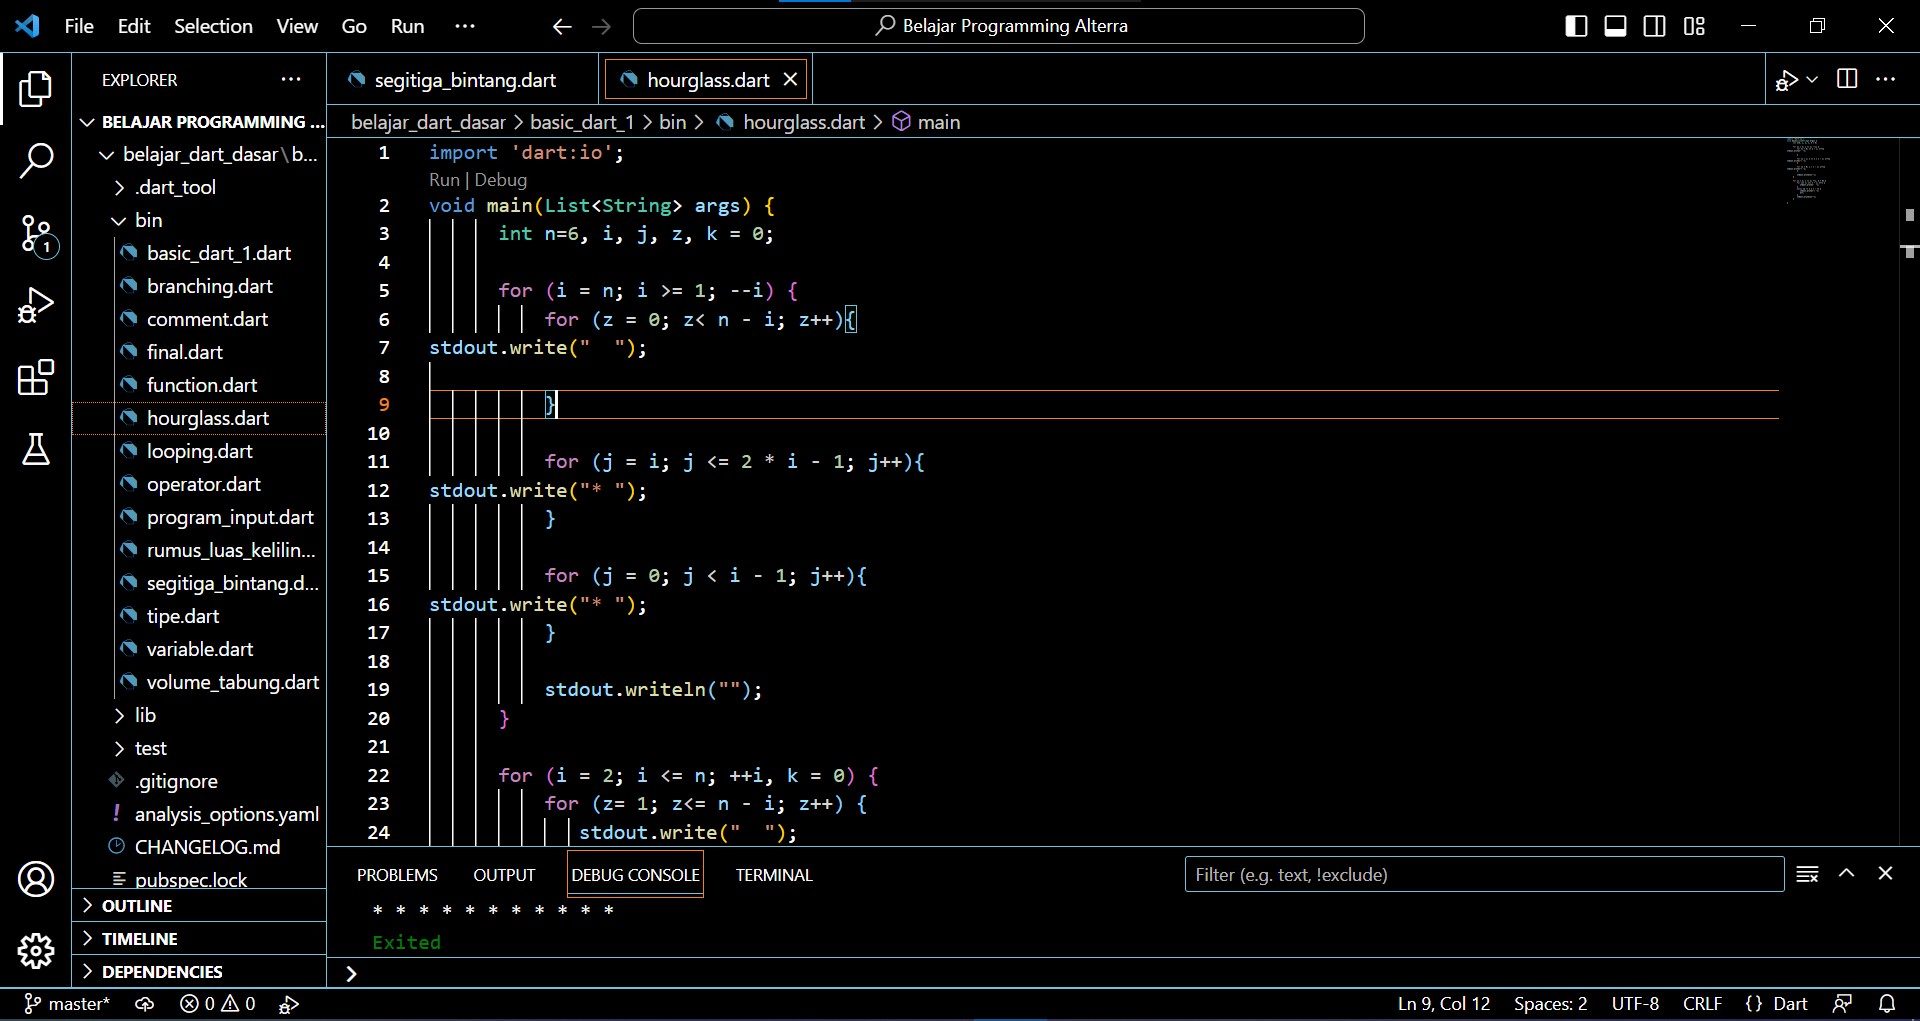 File Edit Selection View Go Run ···
Belajar Programming Alterra
EXPLORER ···
BELAJAR PROGRAMMING ...
belajar_dart_dasar\b...
.dart_tool
bin
basic_dart_1.dart
branching.dart
comment.dart
final.dart
function.dart
hourglass.dart
looping.dart
operator.dart
program_input.dart
rumus_luas_kelilin...
segitiga_bintang.d...
tipe.dart
variable.dart
volume_tabung.dart
lib
test
.gitignore
! analysis_options.yaml
CHANGELOG.md
pubspec.lock
OUTLINE
TIMELINE
DEPENDENCIES
1
segitiga_bintang.dart hourglass.dart
belajar_dart_dasar > basic_dart_1 > bin > hourglass.dart > main
1 import 'dart:io';
Run | Debug
2 void main(List<String> args) {
3 int n=6, i, j, z, k = 0;
4
5 for (i = n; i >= 1; --i) {
6 for (z = 0; z< n - i; z++){
7 stdout.write("  ");
8
9 }
10
11 for (j = i; j <= 2 * i - 1; j++){
12 stdout.write("* ");
13 }
14
15 for (j = 0; j < i - 1; j++){
16 stdout.write("* ");
17 }
18
19 stdout.writeln("");
20 }
21
22 for (i = 2; i <= n; ++i, k = 0) {
23 for (z= 1; z<= n - i; z++) {
24 stdout.write("  ");
PROBLEMS OUTPUT DEBUG CONSOLE TERMINAL
Filter (e.g. text, !exclude)
* * * * * * * * * * *
Exited
>
master* 0 0
Ln 9, Col 12 Spaces: 2 UTF-8 CRLF {} Dart